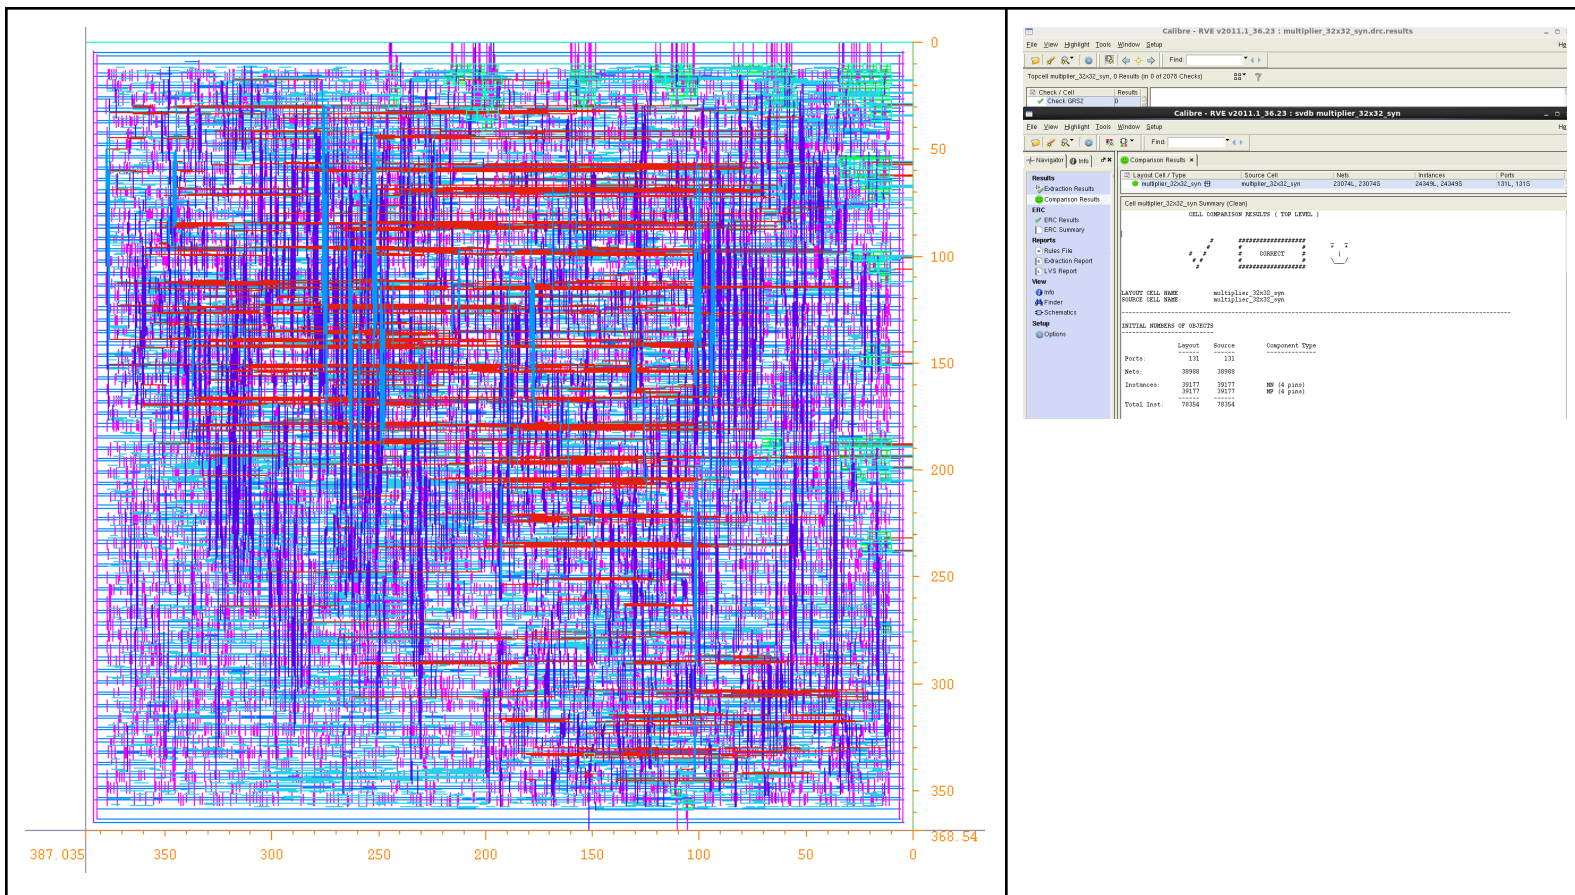 0
50
100
150
200
250
300
350
368.54
387.035
350
300
250
200
150
100
50
0
Calibre - RVE v2011.1_36.23 : multiplier_32x32_syn.drc.results
File View Highlight Tools Window Setup
Find:
Topcell multiplier_32x32_syn, 0 Results (in 0 of 2078 Checks)
Check / Cell Results
Check GRS2 0
Calibre - RVE v2011.1_36.23 : svdb multiplier_32x32_syn
File View Highlight Tools Window Setup
Find:
Navigator Info Comparison Results
Results
Extraction Results
Comparison Results
ERC
ERC Results
ERC Summary
Reports
Rules File
Extraction Report
LVS Report
View
Info
Finder
Schematics
Setup
Options
Layout Cell / Type Source Cell Nets Instances Ports
multiplier_32x32_syn multiplier_32x32_syn 23074L, 23074S 24349L, 24349S 131L, 131S
Cell multiplier_32x32_syn Summary (Clean)
CELL COMPARISON RESULTS ( TOP LEVEL )
# ################### _ _
# # # * *
# # # CORRECT # |
# # # # \___/
# ###################
LAYOUT CELL NAME: multiplier_32x32_syn
SOURCE CELL NAME: multiplier_32x32_syn
INITIAL NUMBERS OF OBJECTS
Layout Source Component Type
Ports: 131 131
Nets: 38988 38988
Instances: 39177 39177 MN (4 pins)
39177 39177 MP (4 pins)
Total Inst: 78354 78354